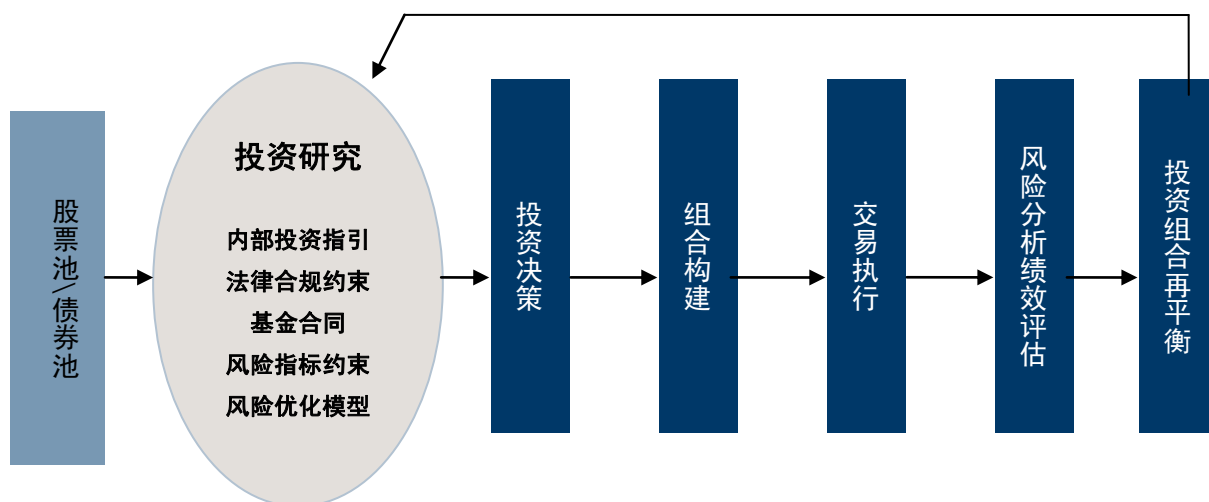 股票池/债券池
投资研究
内部投资指引
法律合规约束
基金合同
风险指标约束
风险优化模型
投资决策
组合构建
交易执行
风险分析绩效评估
投资组合再平衡